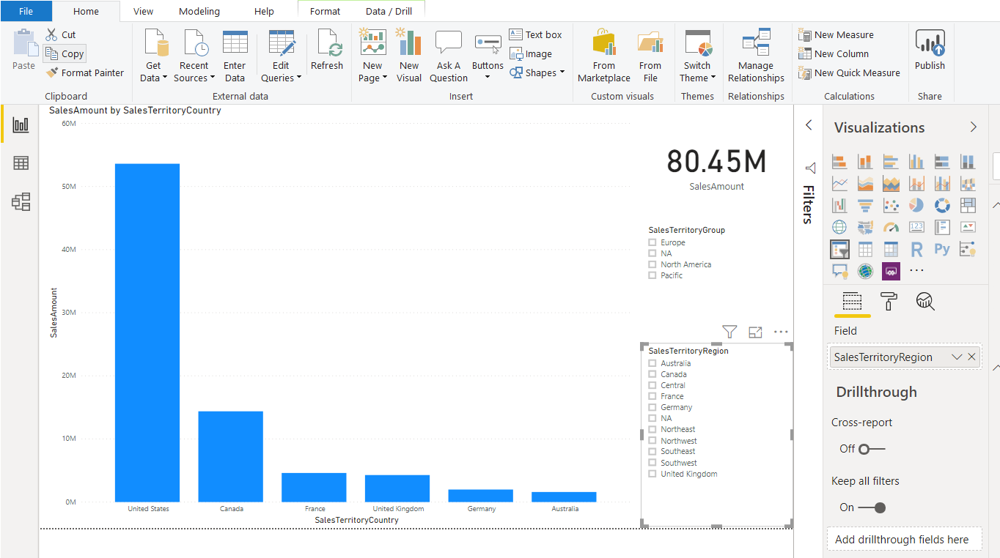 File Home View Modeling Help Format Data / Drill
Paste
Cut
Copy
Format Painter
Clipboard
Get
Data
Recent
Sources
Enter
Data
Edit
Queries
Refresh
External data
New
Page
New
Visual
Ask A
Question
Buttons
Text box
Image
Shapes
Insert
From
Marketplace
From
File
Custom visuals
Switch
Theme
Themes
Manage
Relationships
Relationships
New Measure
New Column
New Quick Measure
Calculations
Publish
Share
SalesAmount by SalesTerritoryCountry
60M
50M
40M
30M
20M
10M
0M
SalesAmount
United States Canada France United Kingdom Germany Australia
SalesTerritoryCountry
80.45M
SalesAmount
SalesTerritoryGroup
Europe
NA
North America
Pacific
SalesTerritoryRegion
Australia
Canada
Central
France
Germany
NA
Northeast
Northwest
Southeast
Southwest
United Kingdom
Filters
Visualizations
123
R Py
Field
SalesTerritoryRegion
Drillthrough
Cross-report
Off
Keep all filters
On
Add drillthrough fields here